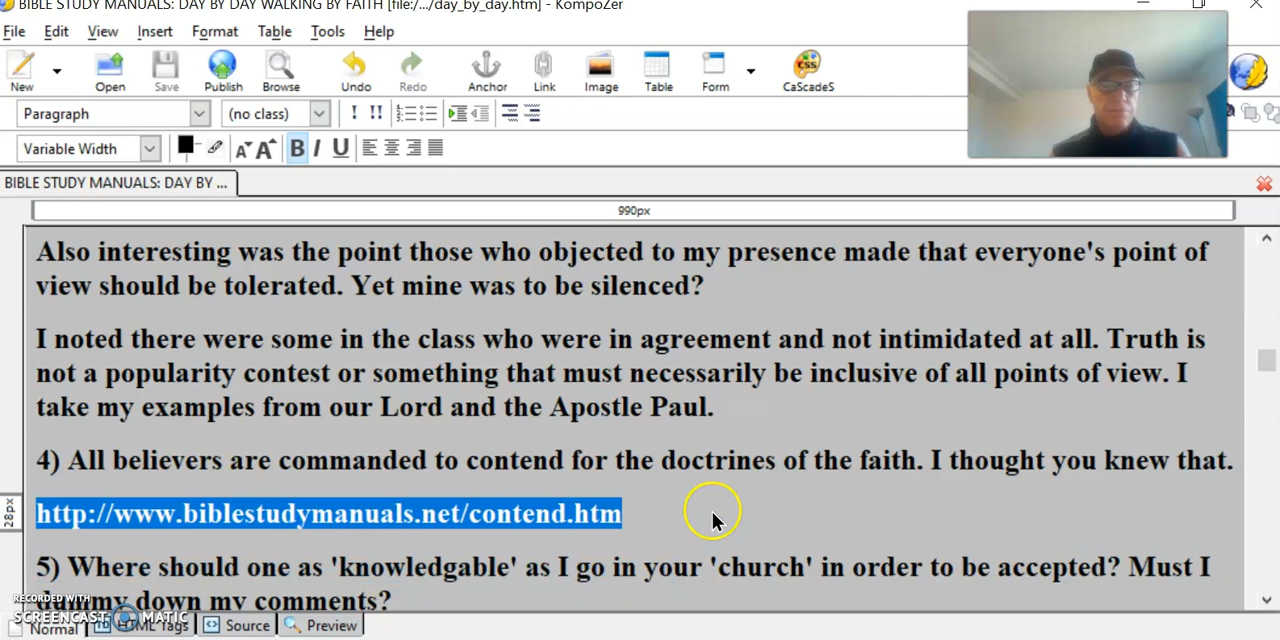 BIBLE STUDY MANUALS: DAY BY DAY WALKING BY FAITH [file:/.../day_by_day.htm] - KompoZer
File Edit View Insert Format Table Tools Help
New Open Save Publish Browse Undo Redo Anchor Link Image Table Form CaScadeS
Paragraph (no class) ! !!
Variable Width A A B I U
BIBLE STUDY MANUALS: DAY BY ...
990px
Also interesting was the point those who objected to my presence made that everyone's point of
view should be tolerated. Yet mine was to be silenced?
I noted there were some in the class who were in agreement and not intimidated at all. Truth is
not a popularity contest or something that must necessarily be inclusive of all points of view. I
take my examples from our Lord and the Apostle Paul.
4) All believers are commanded to contend for the doctrines of the faith. I thought you knew that.
28px
http://www.biblestudymanuals.net/contend.htm
5) Where should one as 'knowledgable' as I go in your 'church' in order to be accepted? Must I
dummy down my comments?
RECORDED WITH
SCREENCAST MATIC
Normal HTML Tags Source Preview